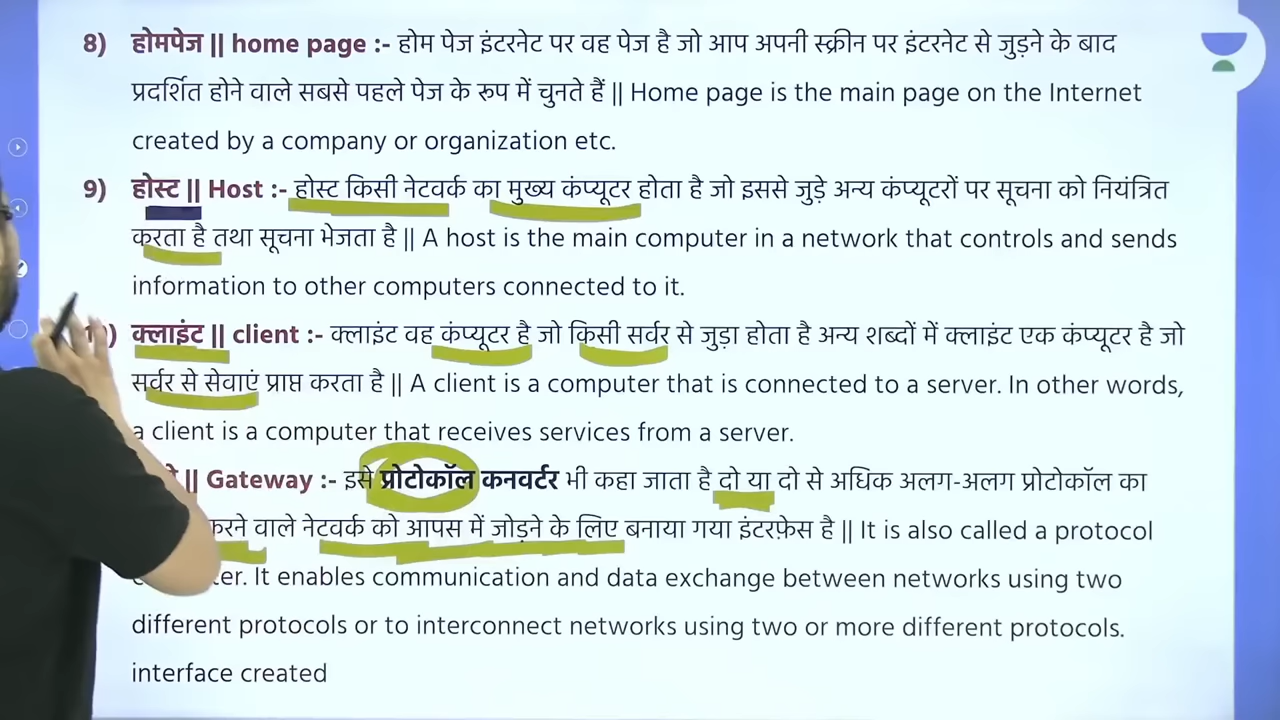 8) होमपेज || home page :- होम पेज इंटरनेट पर वह पेज है जो आप अपनी स्क्रीन पर इंटरनेट से जुड़ने के बाद
प्रदर्शित होने वाले सबसे पहले पेज के रूप में चुनते हैं || Home page is the main page on the Internet
created by a company or organization etc.
9) होस्ट || Host :- होस्ट किसी नेटवर्क का मुख्य कंप्यूटर होता है जो इससे जुड़े अन्य कंप्यूटरों पर सूचना को नियंत्रित
करता है तथा सूचना भेजता है || A host is the main computer in a network that controls and sends
information to other computers connected to it.
क्लाइंट || client :- क्लाइंट वह कंप्यूटर है जो किसी सर्वर से जुड़ा होता है अन्य शब्दों में क्लाइंट एक कंप्यूटर है जो
सर्वर से सेवाएं प्राप्त करता है || A client is a computer that is connected to a server. In other words,
a client is a computer that receives services from a server.
|| Gateway :- इसे प्रोटोकॉल कनवर्टर भी कहा जाता है दो या दो से अधिक अलग-अलग प्रोटोकॉल का
करने वाले नेटवर्क को आपस में जोड़ने के लिए बनाया गया इंटरफ़ेस है || It is also called a protocol
It enables communication and data exchange between networks using two
different protocols or to interconnect networks using two or more different protocols.
interface created